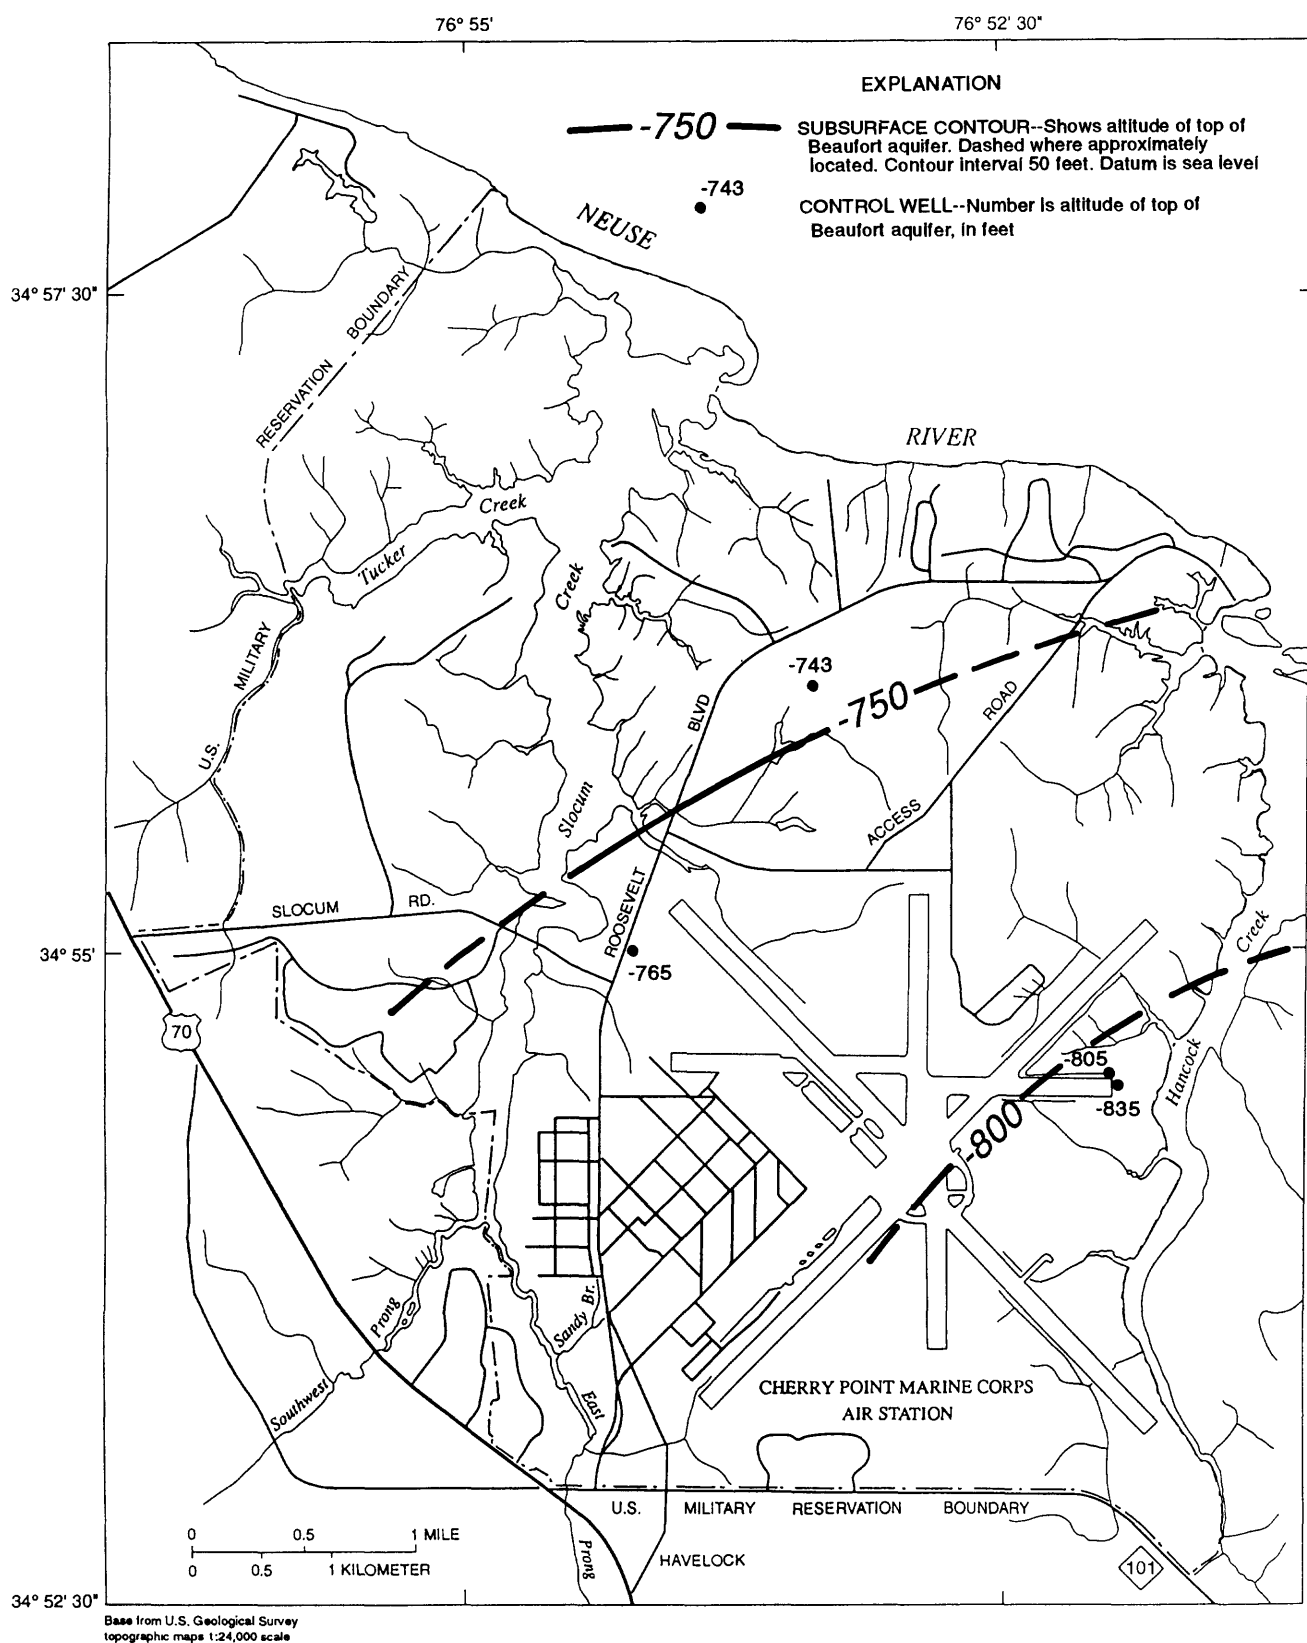 76° 55'
76° 52' 30"
EXPLANATION
-750
SUBSURFACE CONTOUR--Shows altitude of top of
Beaufort aquifer. Dashed where approximately
located. Contour interval 50 feet. Datum is sea level
-743
CONTROL WELL--Number is altitude of top of
Beaufort aquifer, in feet
NEUSE
34° 57' 30"
RESERVATION BOUNDARY
RIVER
Creek
Tucker
Creek
MILITARY
U.S.
-743
-750
BLVD
ROAD
ACCESS
Slocum
ROOSEVELT
SLOCUM RD.
Creek
34° 55'
-765
70
-805
-835
Hancock
-800
Prong
Sandy Br.
Southwest
East
CHERRY POINT MARINE CORPS
AIR STATION
U.S. MILITARY RESERVATION BOUNDARY
0 0.5 1 MILE
0 0.5 1 KILOMETER
Prong
HAVELOCK
101
34° 52' 30"
Base from U.S. Geological Survey
topographic maps 1:24,000 scale